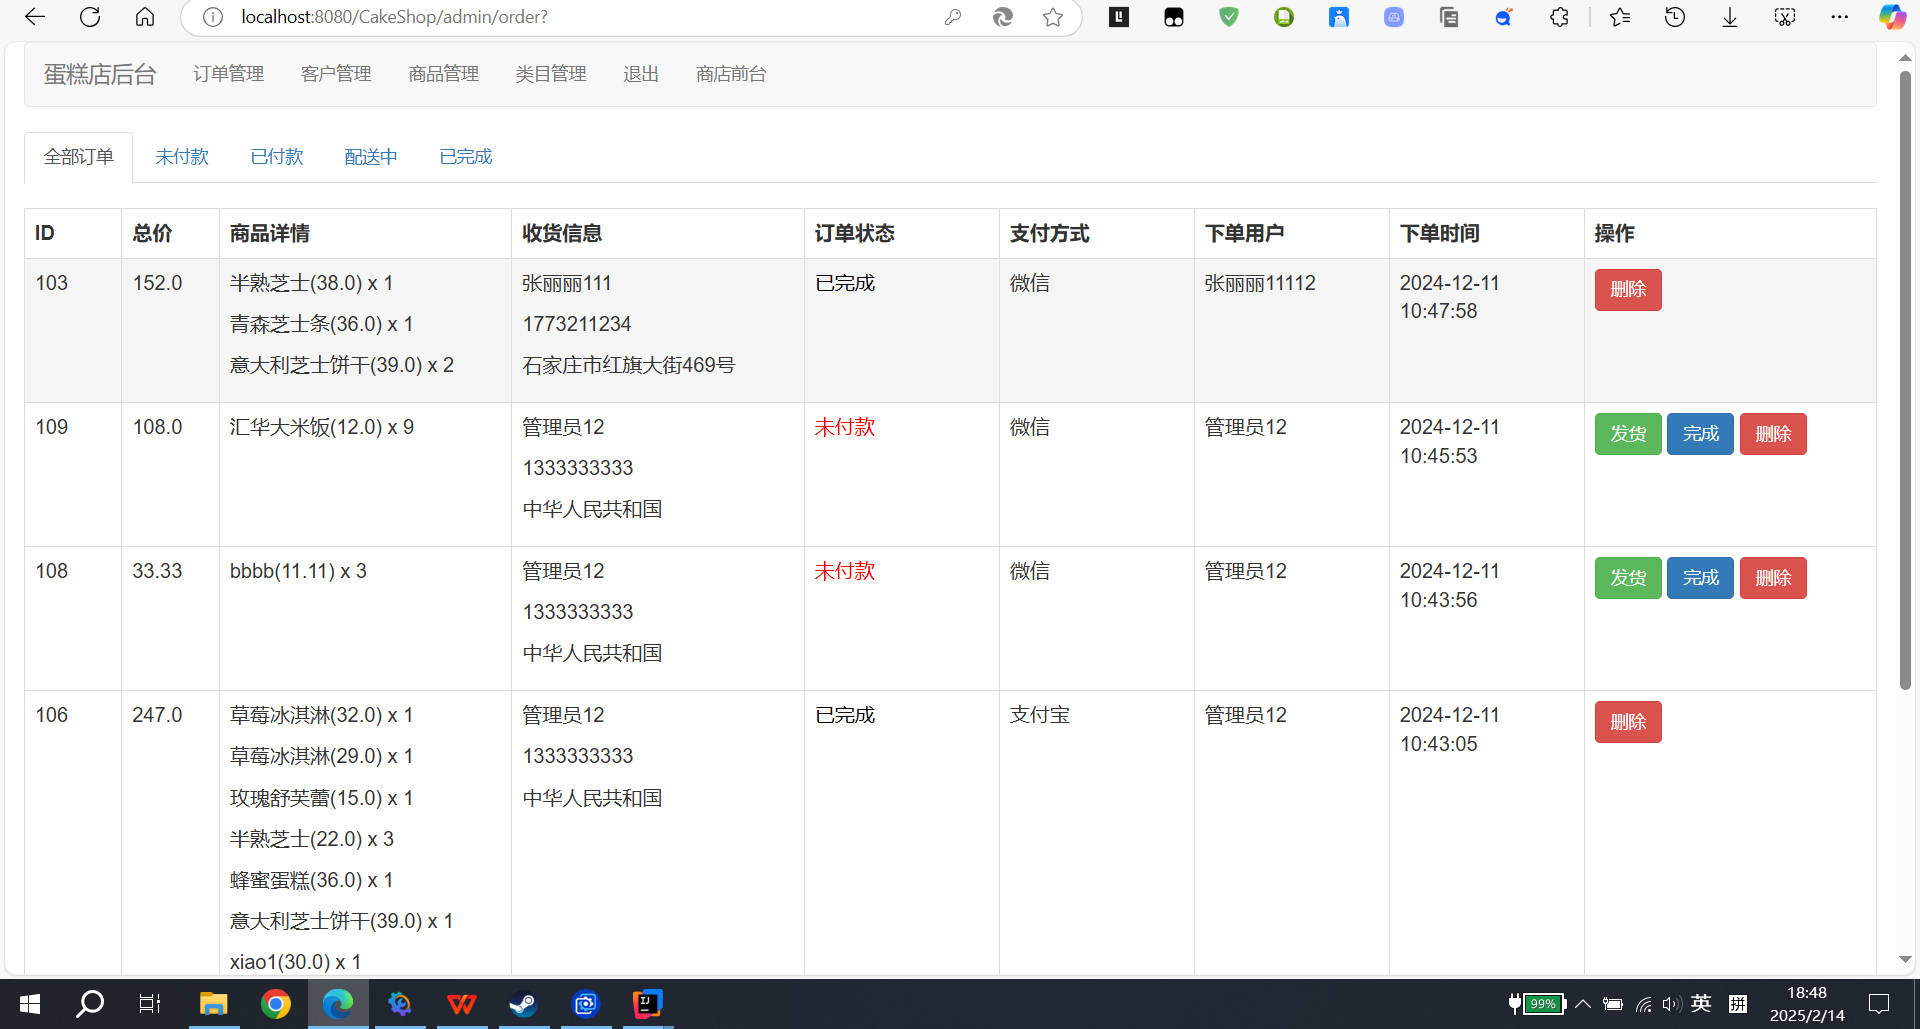 localhost:8080/CakeShop/admin/order?
蛋糕店后台 订单管理 客户管理 商品管理 类目管理 退出 商店前台
全部订单 未付款 已付款 配送中 已完成
ID 总价 商品详情 收货信息 订单状态 支付方式 下单用户 下单时间 操作
103 152.0 半熟芝士(38.0) x 1 张丽丽111 已完成 微信 张丽丽11112 2024-12-11 删除
10:47:58
青森芝士条(36.0) x 1 1773211234
意大利芝士饼干(39.0) x 2 石家庄市红旗大街469号
109 108.0 汇华大米饭(12.0) x 9 管理员12 未付款 微信 管理员12 2024-12-11 发货 完成 删除
10:45:53
1333333333
中华人民共和国
108 33.33 bbbb(11.11) x 3 管理员12 未付款 微信 管理员12 2024-12-11 发货 完成 删除
10:43:56
1333333333
中华人民共和国
106 247.0 草莓冰淇淋(32.0) x 1 管理员12 已完成 支付宝 管理员12 2024-12-11 删除
10:43:05
草莓冰淇淋(29.0) x 1 1333333333
玫瑰舒芙蕾(15.0) x 1 中华人民共和国
半熟芝士(22.0) x 3
蜂蜜蛋糕(36.0) x 1
意大利芝士饼干(39.0) x 1
xiao1(30.0) x 1
99% 英 拼 18:48
2025/2/14